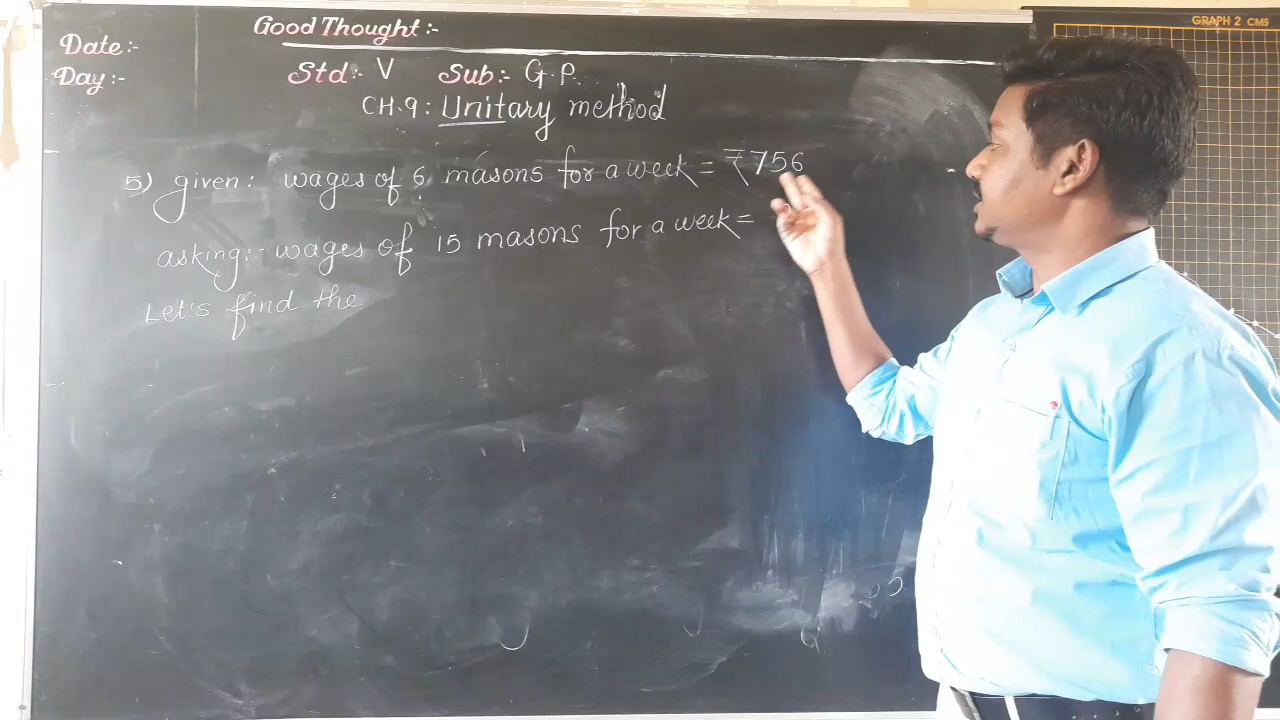 Good Thought:-
Date:-
Day:-
Std:- V Sub:- G.P.
CH.9: Unitary method
5) given: wages of 6 masons for a week = ₹756
asking:- wages of 15 masons for a week =
Let's find the
GRAPH 2 CMS